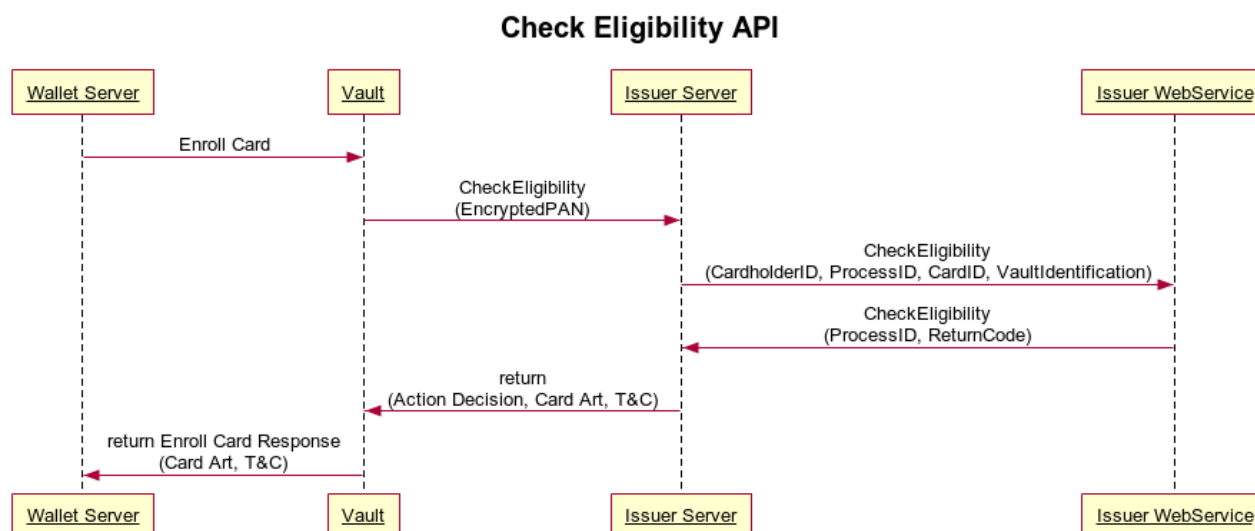 Check Eligibility API
Wallet Server
Vault
Issuer Server
Issuer WebService
Enroll Card
CheckEligibility
(EncryptedPAN)
CheckEligibility
(CardholderID, ProcessID, CardID, VaultIdentification)
CheckEligibility
(ProcessID, ReturnCode)
return
(Action Decision, Card Art, T&C)
return Enroll Card Response
(Card Art, T&C)
Wallet Server
Vault
Issuer Server
Issuer WebService